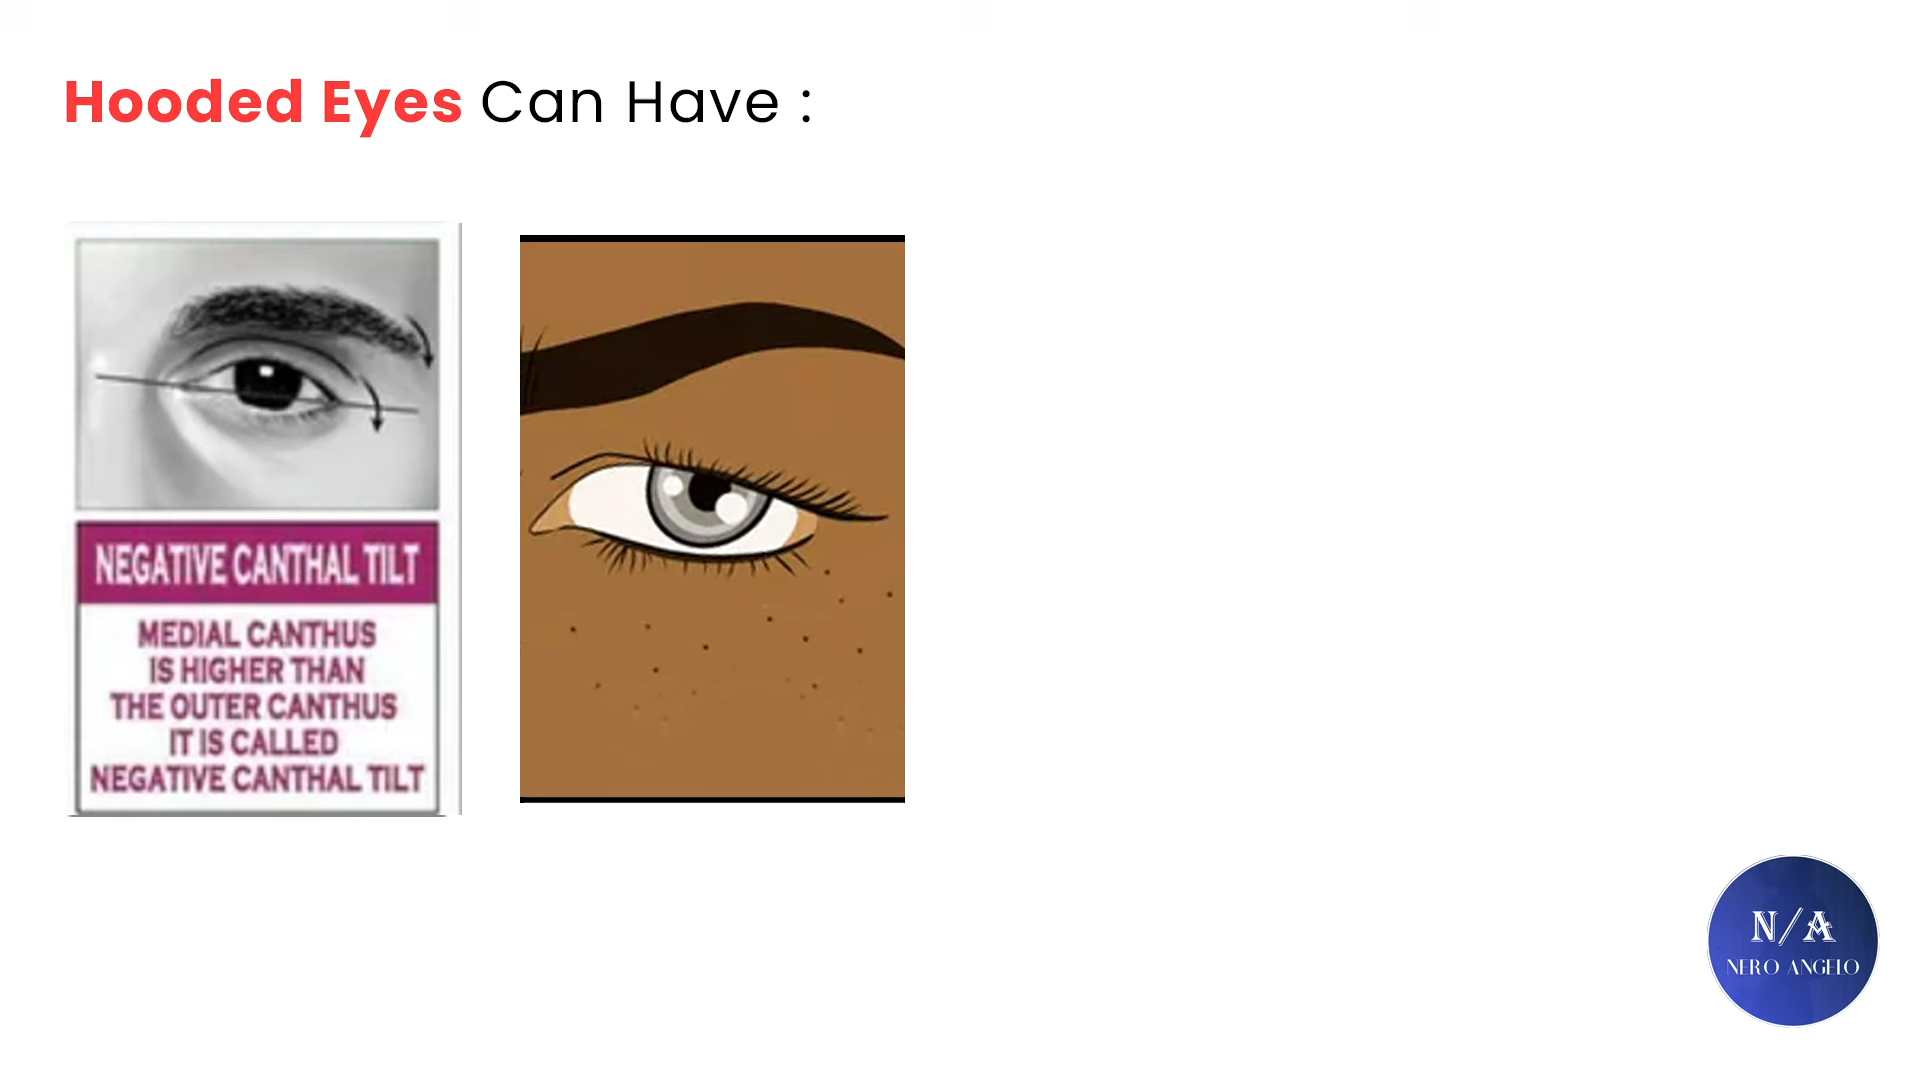 Hooded Eyes Can Have :
NEGATIVE CANTHAL TILT
MEDIAL CANTHUS
IS HIGHER THAN
THE OUTER CANTHUS
IT IS CALLED
NEGATIVE CANTHAL TILT
N/A
NERO ANGELO